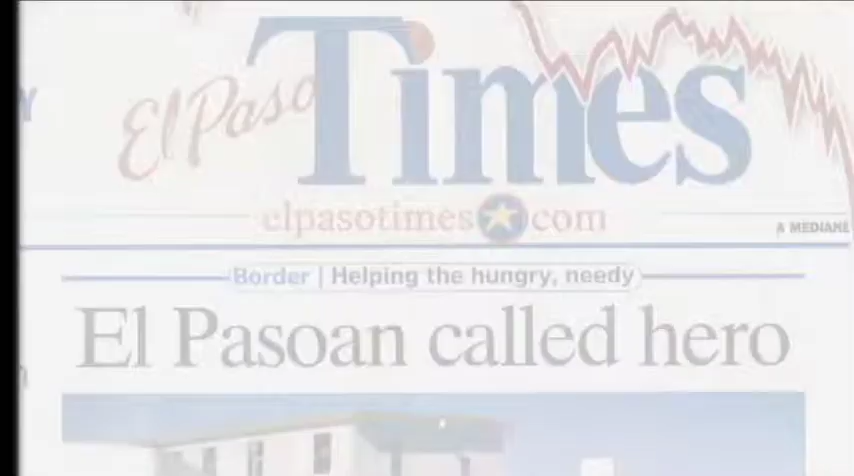 El Paso Times
elpasotimes.com
A MEDIANE
Border | Helping the hungry, needy
El Pasoan called hero